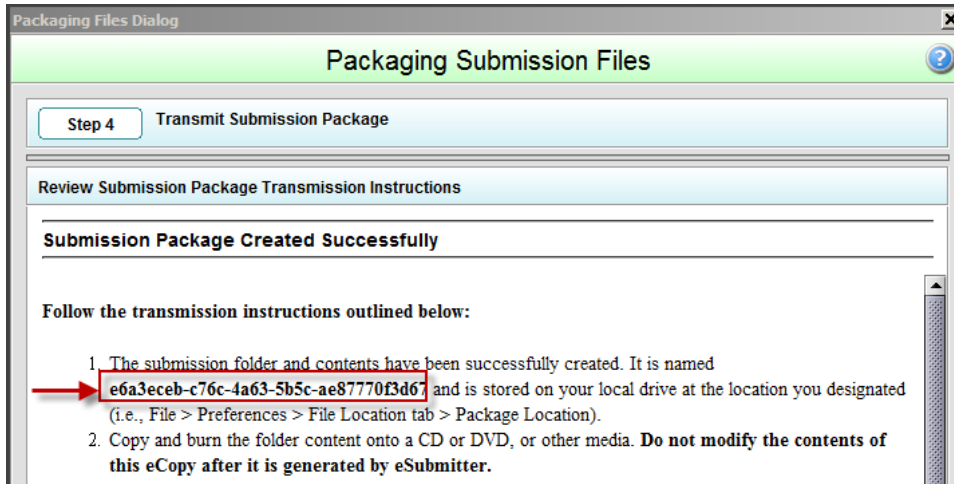 Packaging Files Dialog
Packaging Submission Files
Step 4 Transmit Submission Package
Review Submission Package Transmission Instructions
Submission Package Created Successfully
Follow the transmission instructions outlined below:
1. The submission folder and contents have been successfully created. It is named
e6a3eceb-c76c-4a63-5b5c-ae87770f3d67 and is stored on your local drive at the location you designated
(i.e., File > Preferences > File Location tab > Package Location).
2. Copy and burn the folder content onto a CD or DVD, or other media. Do not modify the contents of
this eCopy after it is generated by eSubmitter.